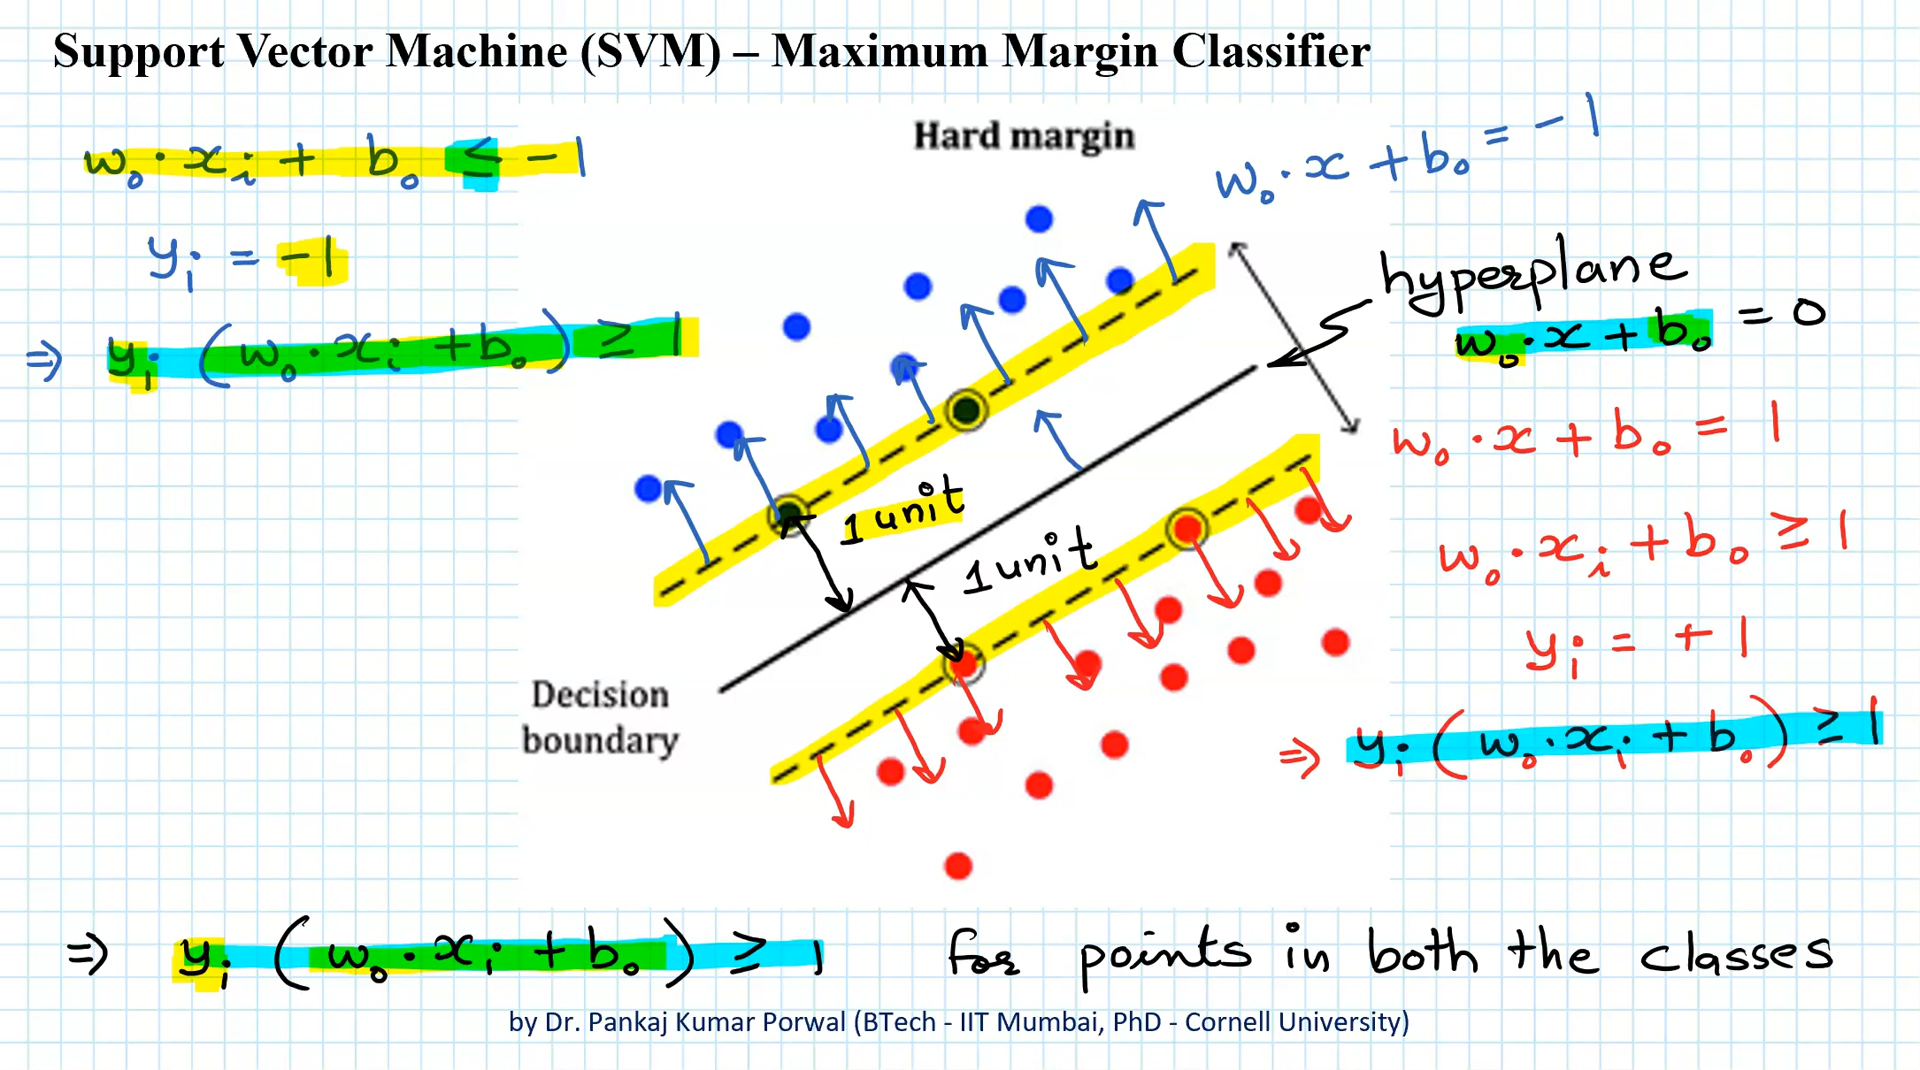 Support Vector Machine (SVM) – Maximum Margin Classifier
Hard margin
w₀ · xᵢ + b₀ ≤ -1
yᵢ = -1
⇒ yᵢ (w₀ · xᵢ + b₀) ≥ 1
w₀ · x + b₀ = -1
hyperplane
w₀ · x + b₀ = 0
w₀ · x + b₀ = 1
w₀ · xᵢ + b₀ ≥ 1
yᵢ = + 1
⇒ yᵢ (w₀ · xᵢ + b₀) ≥ 1
1 unit
1 unit
Decision
boundary
⇒ yᵢ (w₀ · xᵢ + b₀) ≥ 1 for points in both the classes
by Dr. Pankaj Kumar Porwal (BTech - IIT Mumbai, PhD - Cornell University)